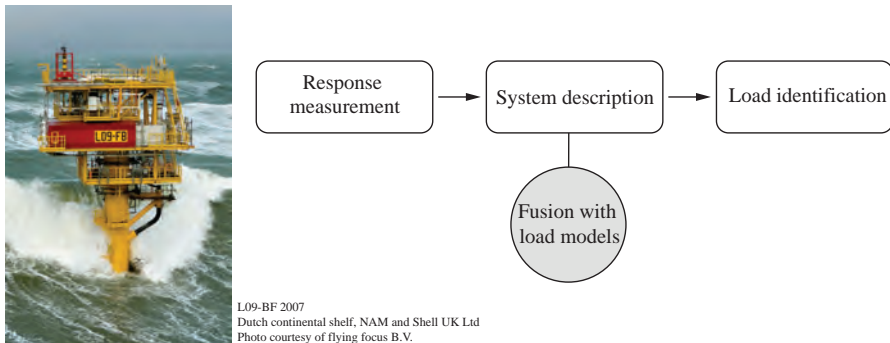 L09-FB
Response
measurement
System description
Load identification
Fusion with
load models
L09-BF 2007
Dutch continental shelf, NAM and Shell UK Ltd
Photo courtesy of flying focus B.V.